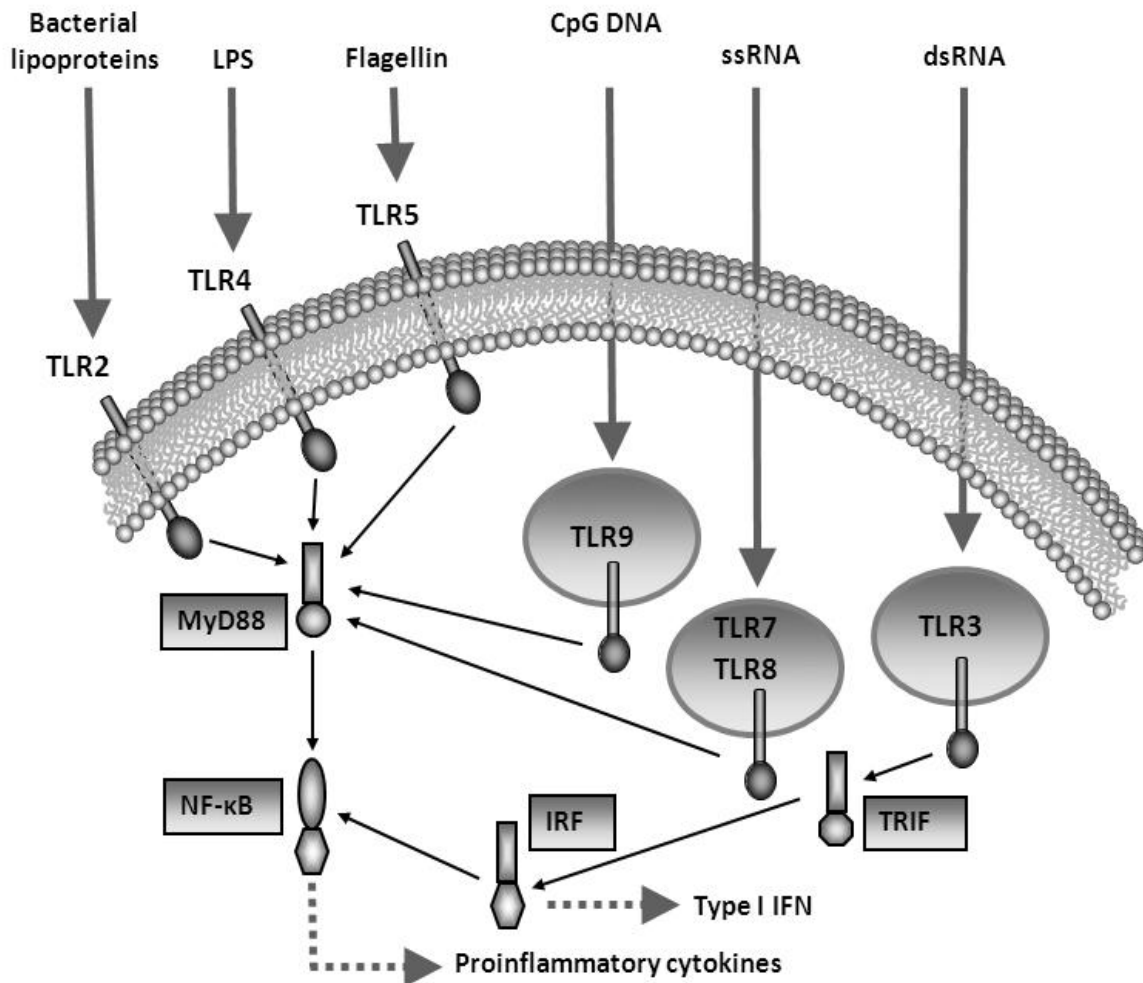 Bacterial
lipoproteins
LPS
Flagellin
CpG DNA
ssRNA
dsRNA
TLR5
TLR4
TLR2
TLR9
TLR7
TLR8
TLR3
MyD88
NF-κB
IRF
TRIF
Type I IFN
Proinflammatory cytokines